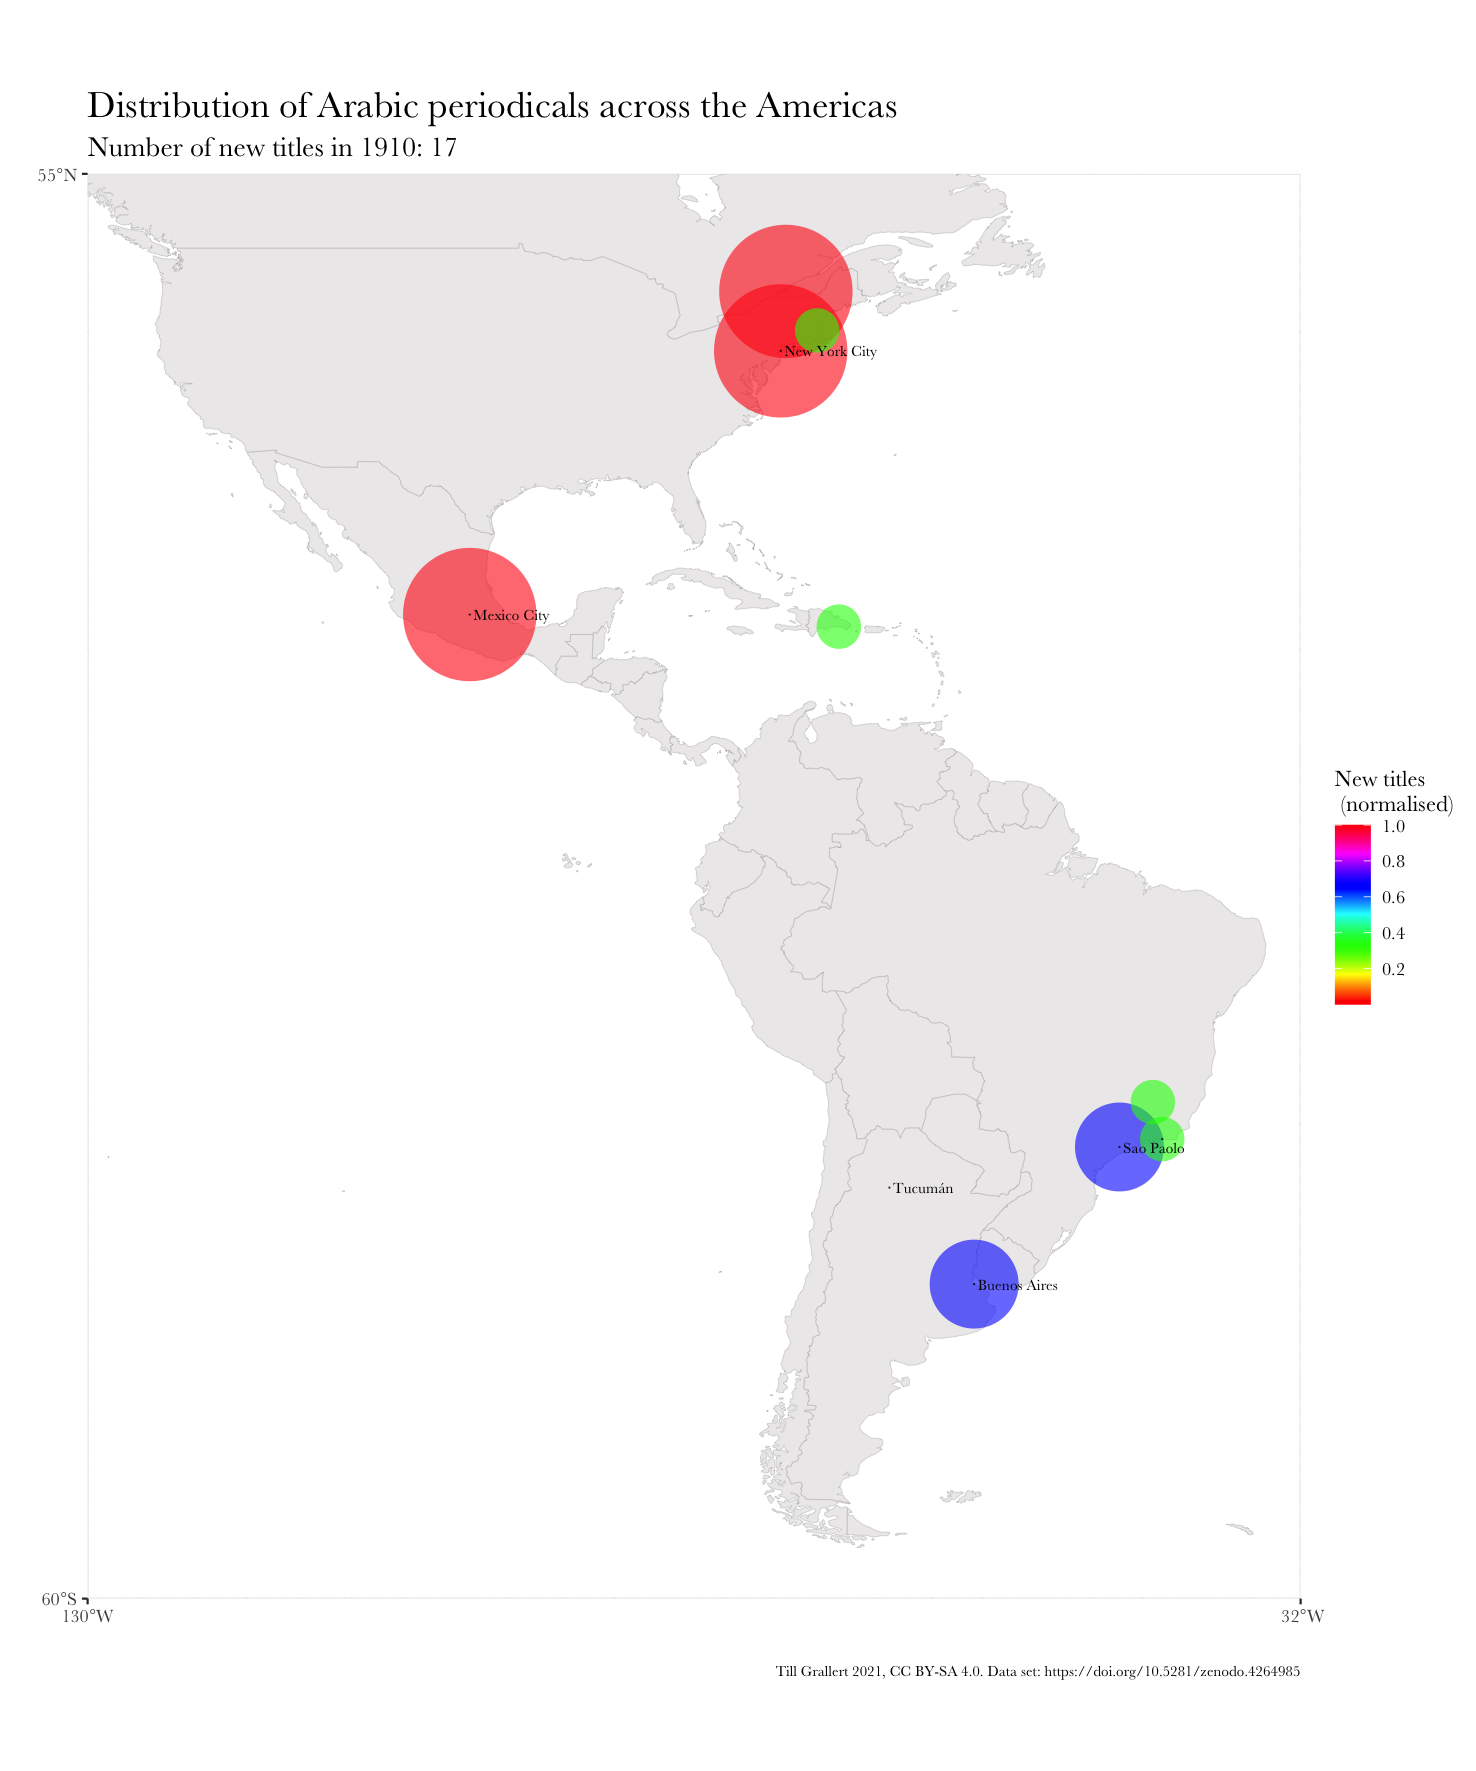 Distribution of Arabic periodicals across the Americas
Number of new titles in 1910: 17
55°N
New York City
Mexico City
New titles
(normalised)
1.0
0.8
0.6
0.4
0.2
Sao Paolo
Tucumán
Buenos Aires
60°S
130°W
32°W
Till Grallert 2021, CC BY-SA 4.0. Data set: https://doi.org/10.5281/zenodo.4264985